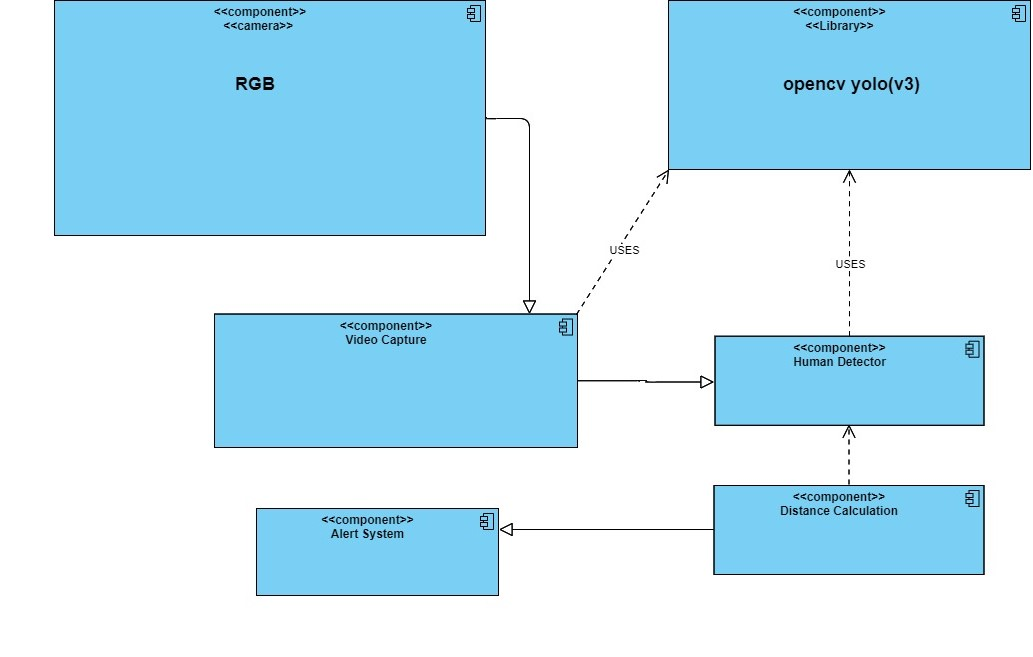 <<component>>
<<camera>>
RGB
<<component>>
<<Library>>
opencv yolo(v3)
USES
USES
<<component>>
Video Capture
<<component>>
Human Detector
<<component>>
Distance Calculation
<<component>>
Alert System